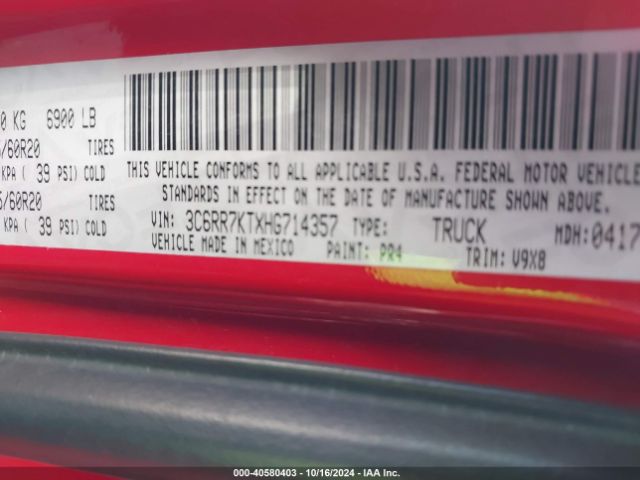 0 KG 6900 LB
/60R20 TIRES
KPA ( 39 PSI) COLD
5/60R20 TIRES
KPA ( 39 PSI) COLD
THIS VEHICLE CONFORMS TO ALL APPLICABLE U.S.A. FEDERAL MOTOR VEHICLE
STANDARDS IN EFFECT ON THE DATE OF MANUFACTURE SHOWN ABOVE.
VIN: 3C6RR7KTXHG714357 TYPE: TRUCK MDH:0417
VEHICLE MADE IN MEXICO PAINT: PR4 TRIM: V9X8
000-40580403 - 10/16/2024 - IAA Inc.